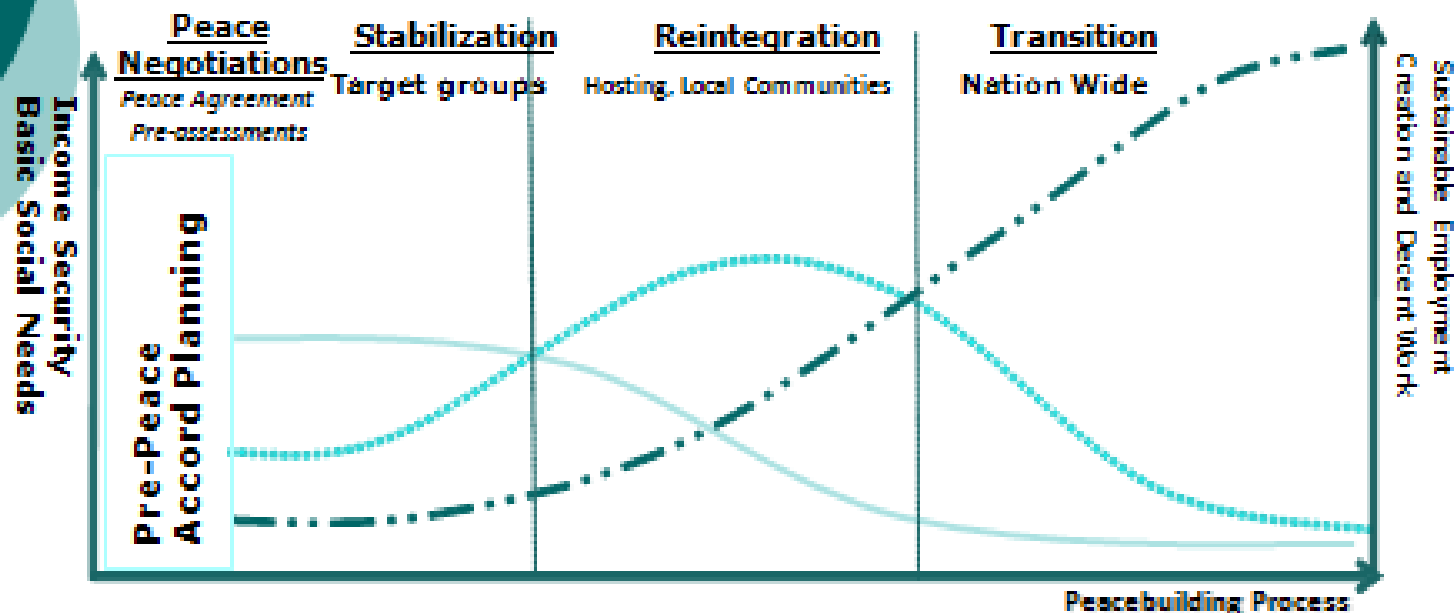 Peace
Negotiations
Peace Agreement
Pre-assessments
Stabilization
Target groups
Reintegration
Hosting, Local Communities
Transition
Nation Wide
Income Security
Basic Social Needs
Pre-Peace
Accord Planning
Sustainable Employment
Creation and Decent Work
Peacebuilding Process